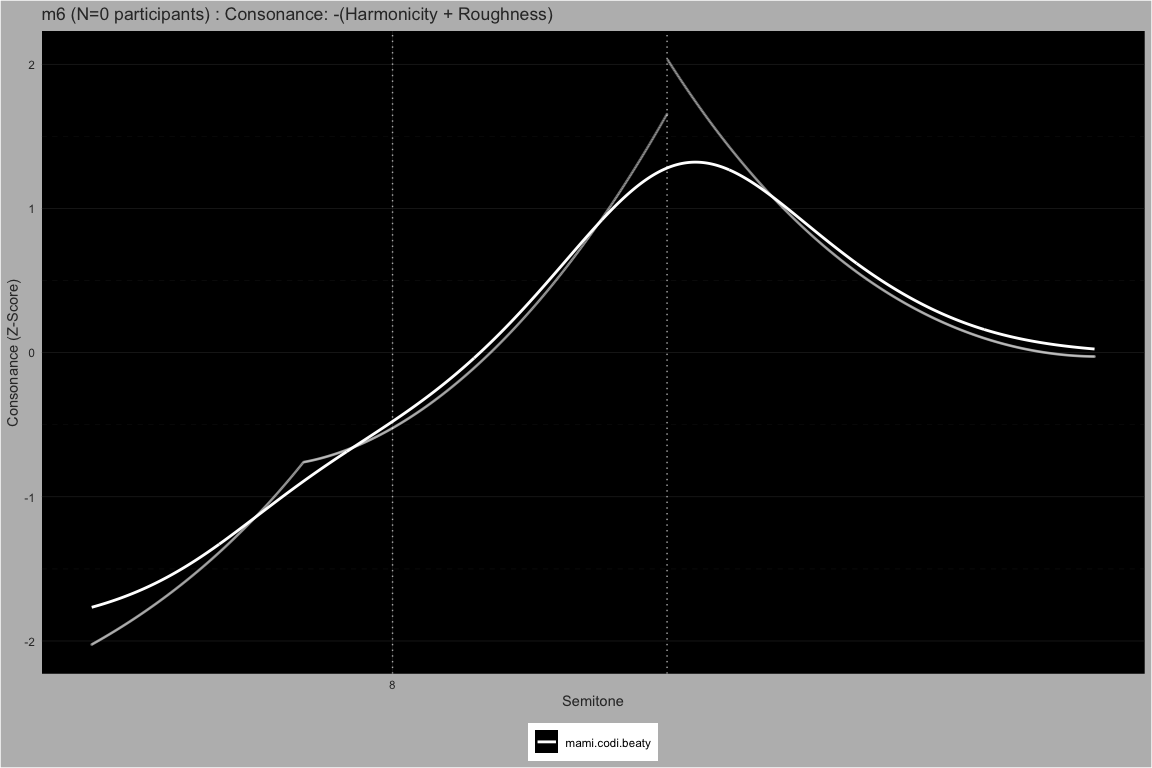 m6 (N=0 participants) : Consonance: -(Harmonicity + Roughness)
Consonance (Z-Score)
2
1
0
-1
-2
8
Semitone
mami.codi.beaty